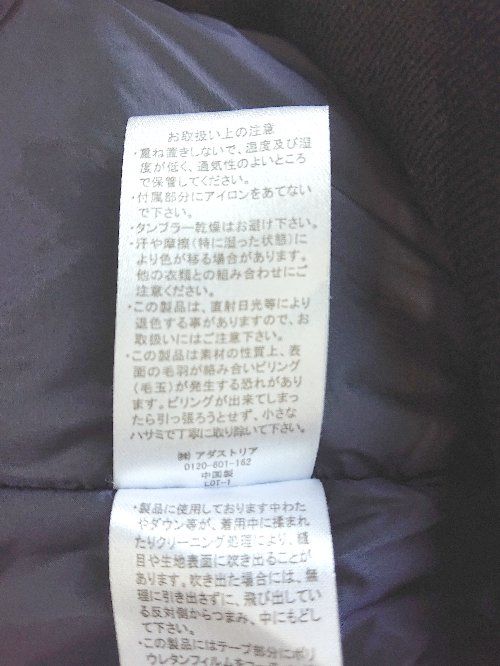 お取扱い上の注意
・重ね置きしないで、温度及び湿
度が低く、通気性のよいところ
で保管してください。
・付属部分にアイロンをあてない
で下さい。
・タンブラー乾燥はお避け下さい。
・汗や摩擦(特に湿った状態)に
より色が移る場合があります。
他の衣類との組み合わせにご
注意ください。
・この製品は、直射日光等により
退色する事がありますので、お
取扱いにはご注意ください。
・この製品は素材の性質上、表
面の毛羽が絡み合いピリング
(毛玉)が発生する恐れがあり
ます。ピリングが出来てしまっ
たら引っ張ろうとせず、小さな
ハサミで丁寧に取り除いて下さい。
(株)アダストリア
0120-601-162
中国製
LOT-1
・製品に使用しております中わた
やダウン等が、着用中に揉まれ
たりクリーニング処理により、縫
目や生地表面に吹き出ることが
あります。吹き出た場合には、無
理に引き出さずに、飛び出してい
る反対側からつまみ、中にもどし
て下さい。
・この製品にはテープ部分にポリ
ウレタンフィルムを